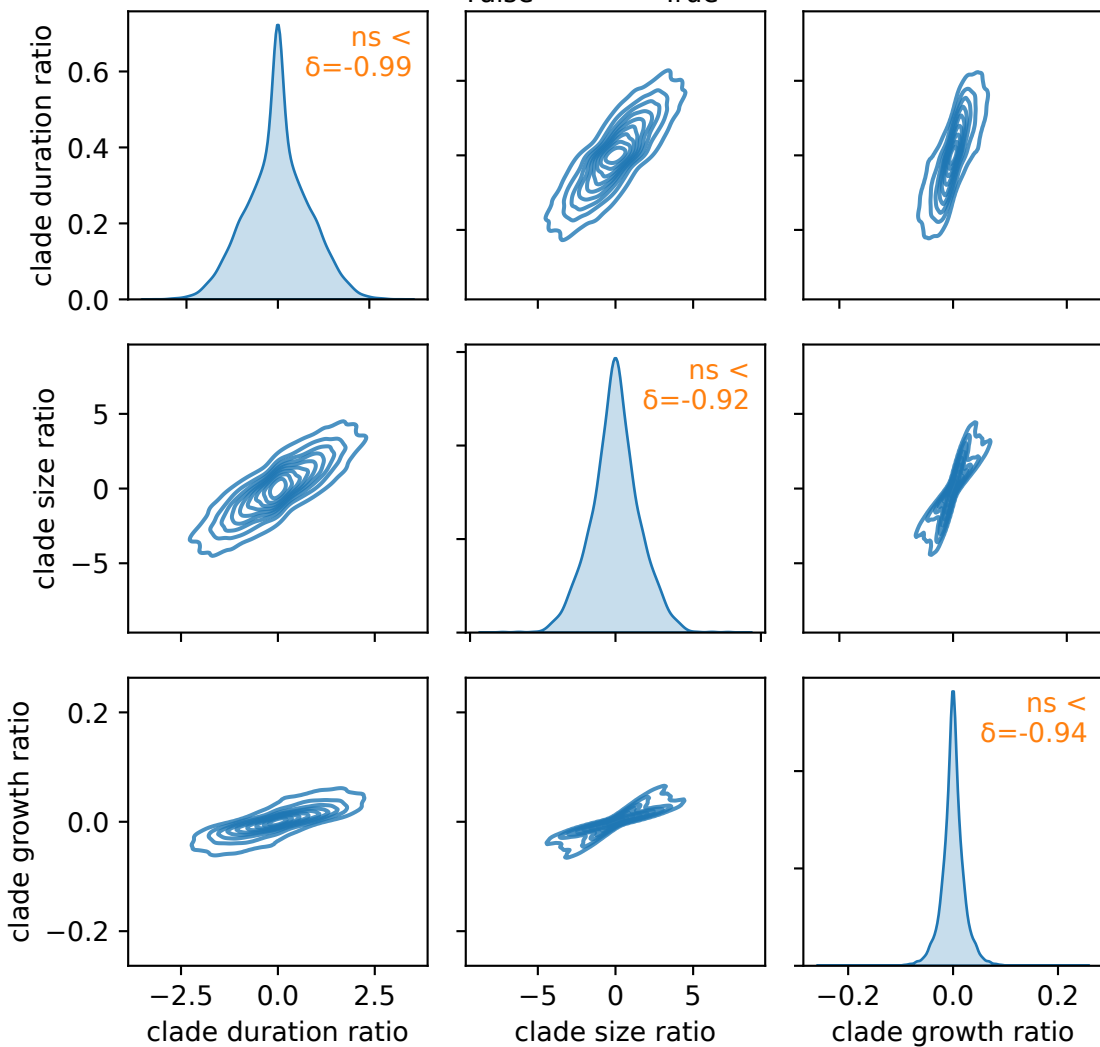 clade duration ratio
0.6
0.4
0.2
0.0
ns <
δ=-0.99
clade size ratio
5
0
−5
ns <
δ=-0.92
clade growth ratio
0.2
0.0
−0.2
ns <
δ=-0.94
−2.5 0.0 2.5
−5 0 5
−0.2 0.0 0.2
clade duration ratio
clade size ratio
clade growth ratio